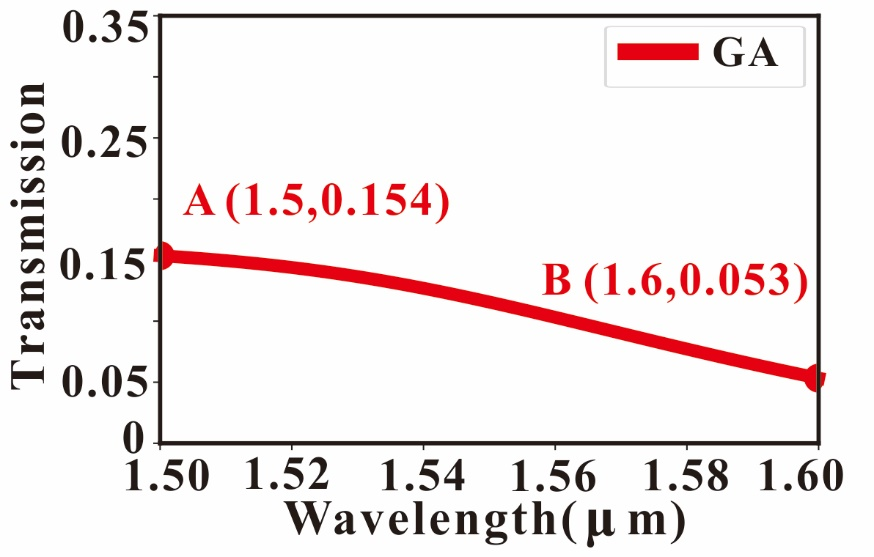 0.35
GA
0.25
A (1.5,0.154)
0.15
B (1.6,0.053)
0.05
0
Transmission
1.50 1.52 1.54 1.56 1.58 1.60
Wavelength(μ m)